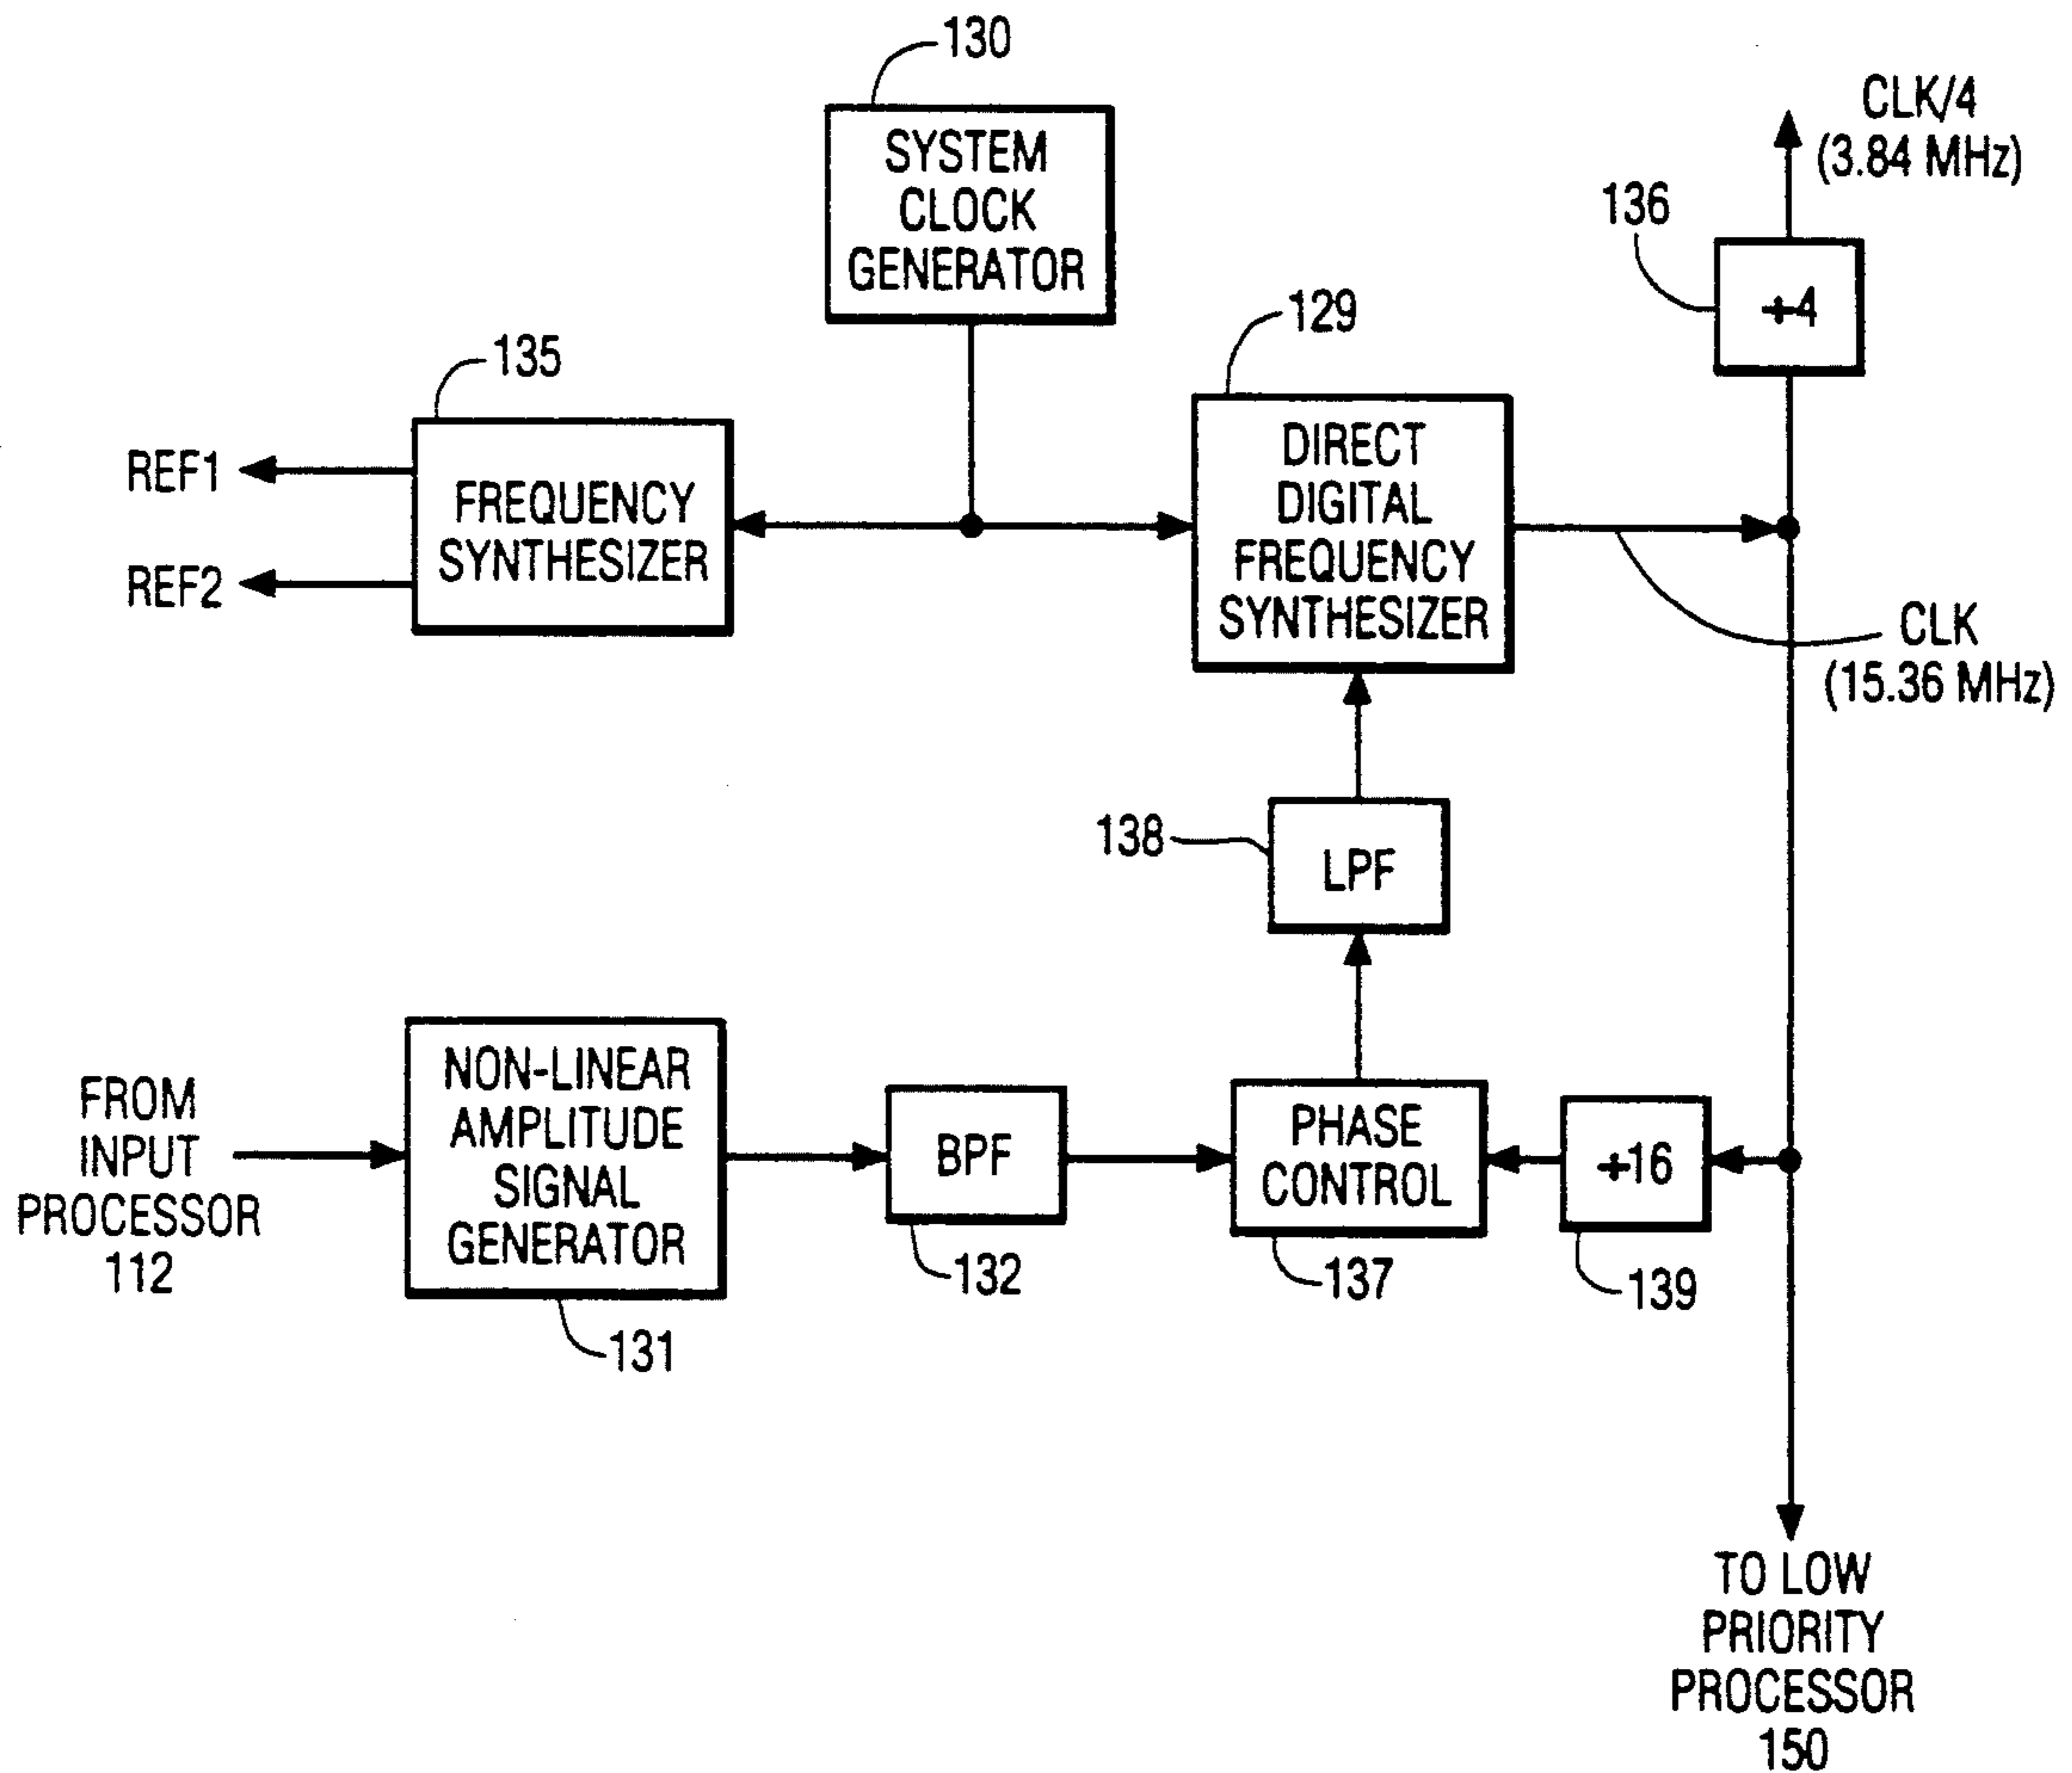 130
SYSTEM
CLOCK
GENERATOR
CLK/4
(3.84 MHz)
136
÷4
135
FREQUENCY
SYNTHESIZER
REF1
REF2
129
DIRECT
DIGITAL
FREQUENCY
SYNTHESIZER
CLK
(15.36 MHz)
138
LPF
FROM
INPUT
PROCESSOR
112
NON-LINEAR
AMPLITUDE
SIGNAL
GENERATOR
131
BPF
132
PHASE
CONTROL
137
÷16
139
TO LOW
PRIORITY
PROCESSOR
150